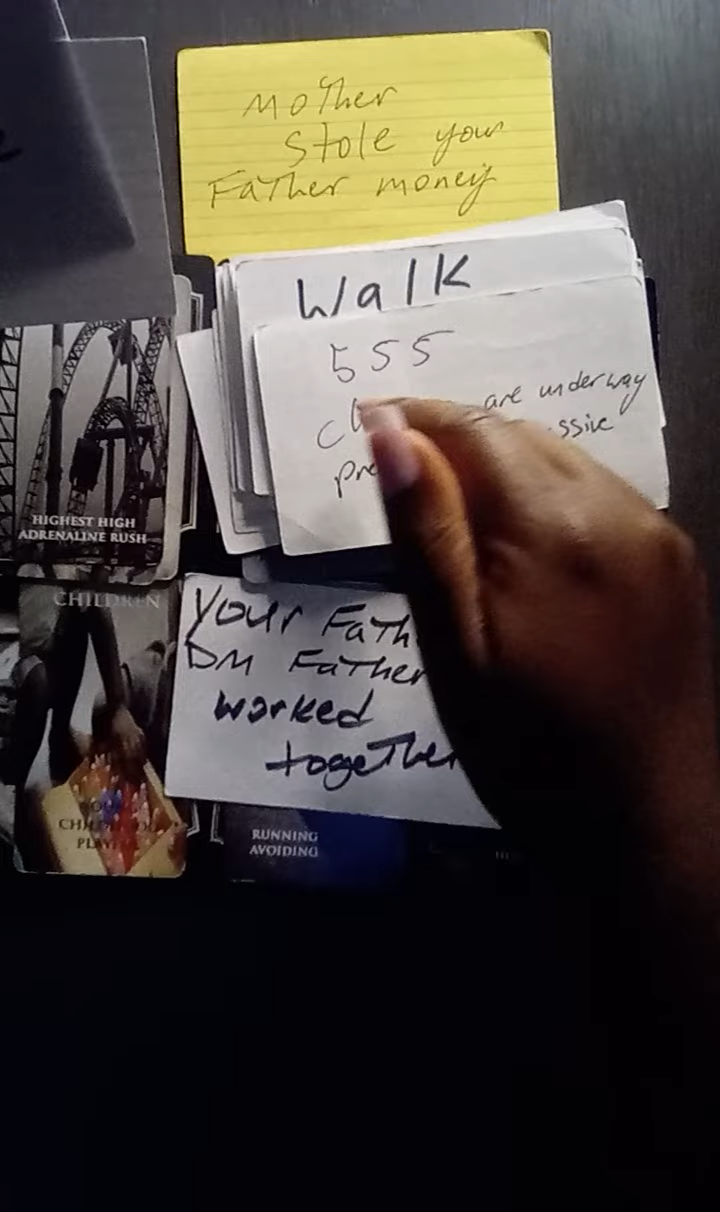 Mother
Stole your
Father money
Walk
555
are underway
HIGHEST HIGH
ADRENALINE RUSH
CHILDREN
Your
DM Father
worked
together
RUNNING
AVOIDING